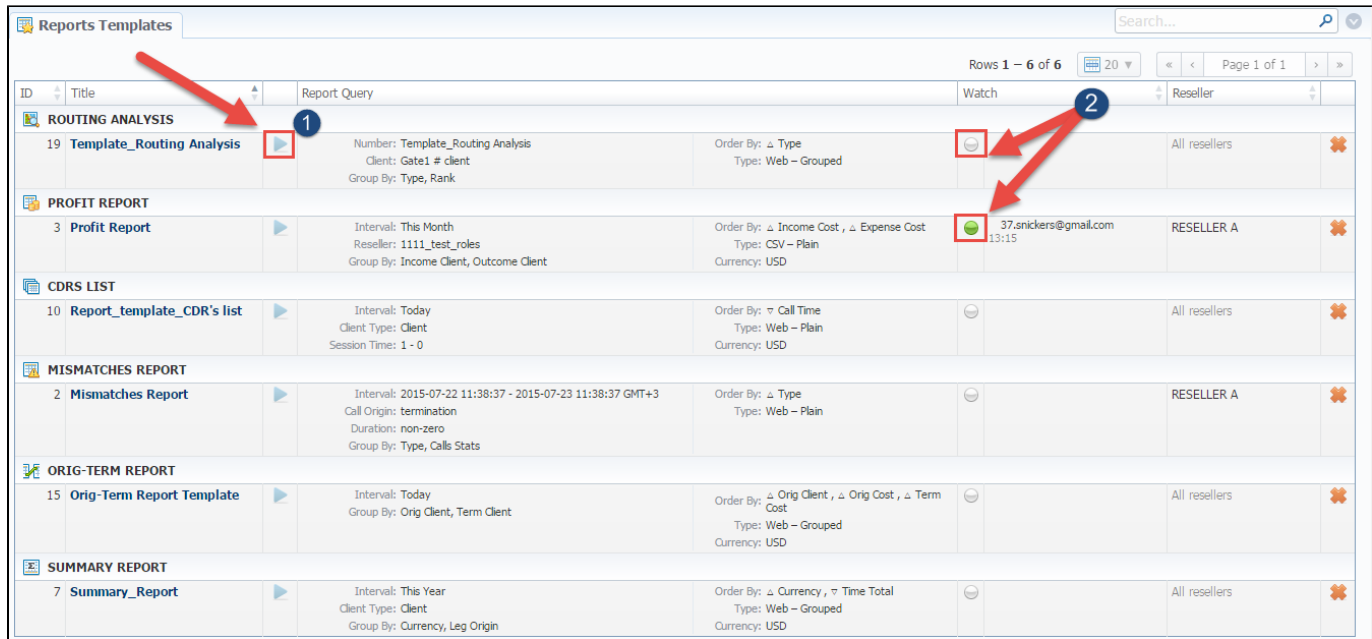 Reports Templates
Search...
Rows 1 – 6 of 6
20
« < Page 1 of 1 > »
ID Title Report Query Watch Reseller
1
2
ROUTING ANALYSIS
19 Template_Routing Analysis Number: Template_Routing Analysis Order By: ▵ Type All resellers
Client: Gate1 # client Type: Web – Grouped
Group By: Type, Rank
PROFIT REPORT
3 Profit Report Interval: This Month Order By: ▵ Income Cost , ▵ Expense Cost 37.snickers@gmail.com RESELLER A
Reseller: 1111_test_roles Type: CSV – Plain 13:15
Group By: Income Client, Outcome Client Currency: USD
CDRS LIST
10 Report_template_CDR's list Interval: Today Order By: ▿ Call Time All resellers
Client Type: Client Type: Web – Plain
Session Time: 1 - 0 Currency: USD
MISMATCHES REPORT
2 Mismatches Report Interval: 2015-07-22 11:38:37 - 2015-07-23 11:38:37 GMT+3 Order By: ▵ Type RESELLER A
Call Origin: termination Type: Web – Plain
Duration: non-zero
Group By: Type, Calls Stats
ORIG-TERM REPORT
15 Orig-Term Report Template Interval: Today Order By: ▵ Orig Client , ▵ Orig Cost , ▵ Term Cost All resellers
Group By: Orig Client, Term Client Type: Web – Grouped
Currency: USD
SUMMARY REPORT
7 Summary_Report Interval: This Year Order By: ▵ Currency , ▿ Time Total All resellers
Client Type: Client Type: Web – Grouped
Group By: Currency, Leg Origin Currency: USD